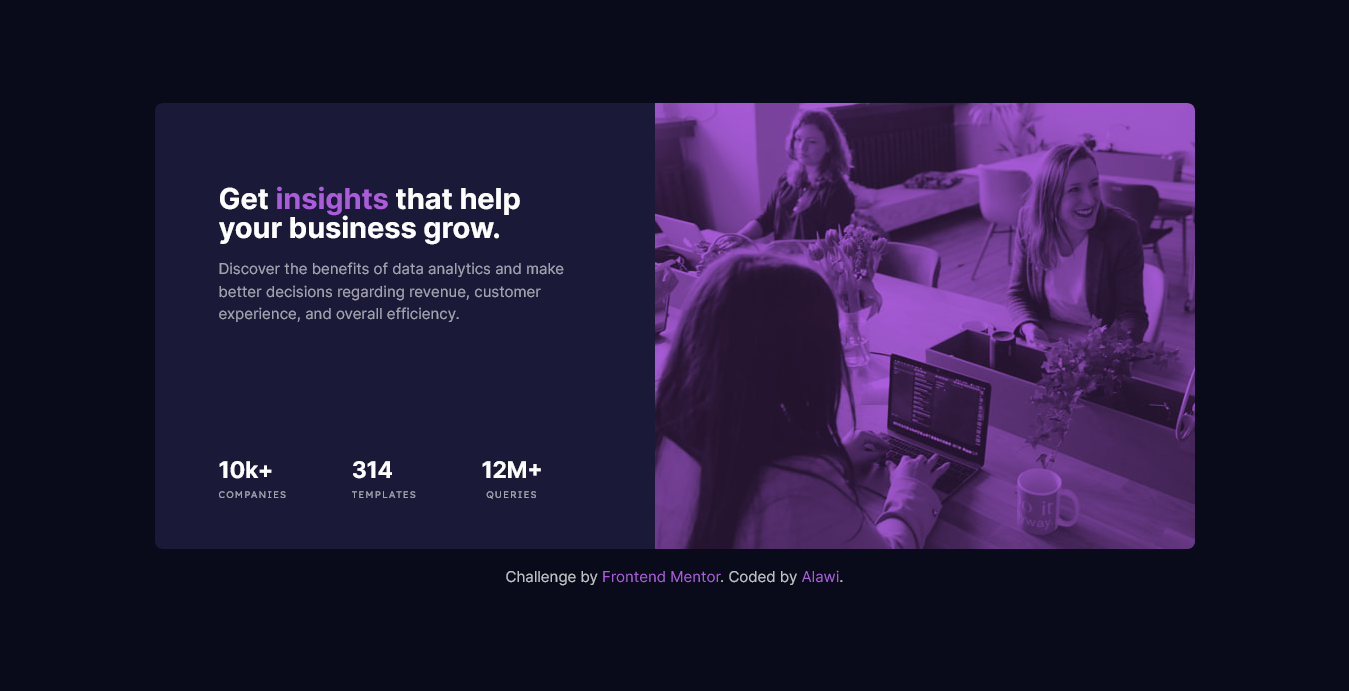 Get insights that help
your business grow.
Discover the benefits of data analytics and make
better decisions regarding revenue, customer
experience, and overall efficiency.
10k+ 314 12M+
COMPANIES TEMPLATES QUERIES
Challenge by Frontend Mentor. Coded by Alawi.